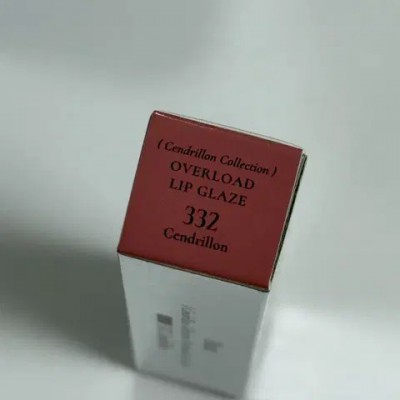 ( Cendrillon Collection )
OVERLOAD
LIP GLAZE
332
Cendrillon